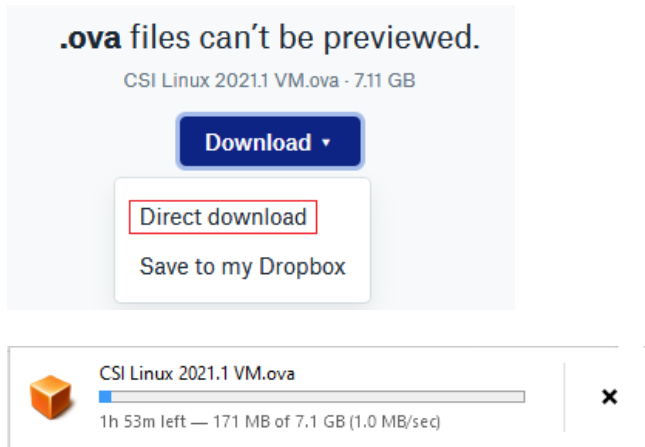 .ova files can't be previewed.
CSI Linux 2021.1 VM.ova · 7.11 GB
Download
Direct download
Save to my Dropbox
CSI Linux 2021.1 VM.ova
1h 53m left — 171 MB of 7.1 GB (1.0 MB/sec)